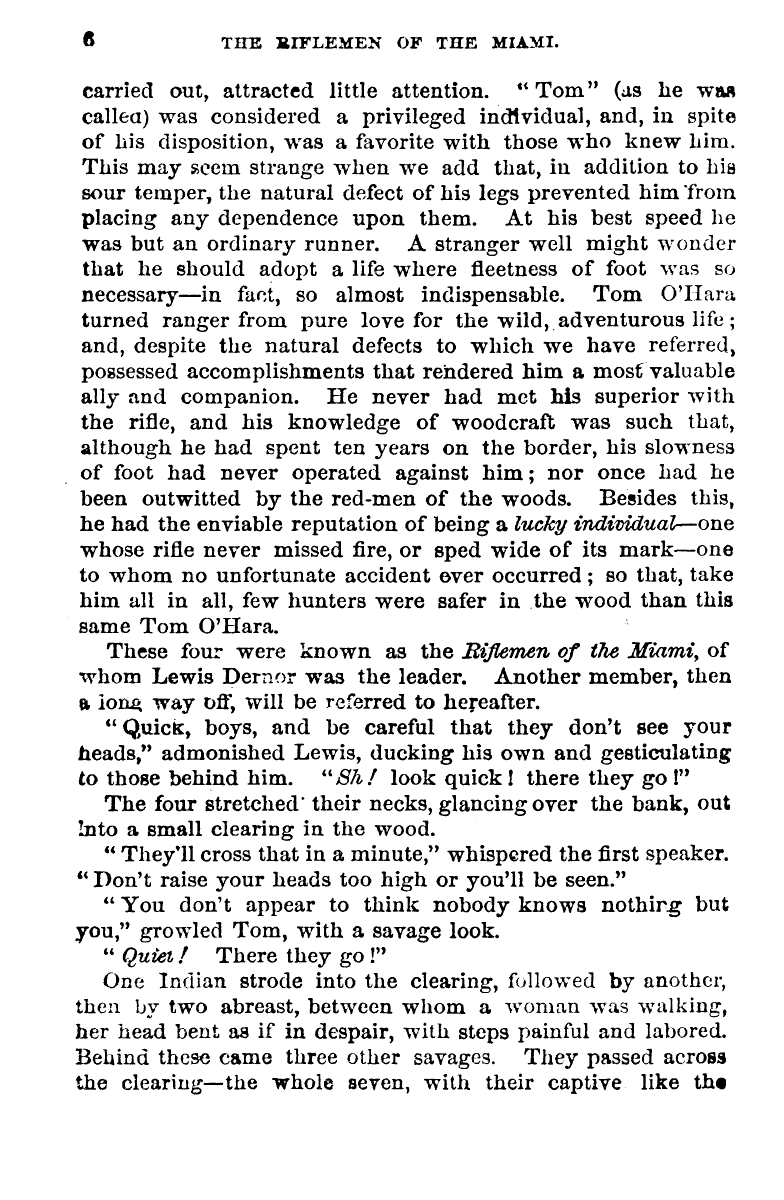 6 THE RIFLEMEN OF THE MIAMI.
carried out, attracted little attention. "Tom" (as he was
called) was considered a privileged individual, and, in spite
of his disposition, was a favorite with those who knew him.
This may seem strange when we add that, in addition to his
sour temper, the natural defect of his legs prevented him from
placing any dependence upon them. At his best speed he
was but an ordinary runner. A stranger well might wonder
that he should adopt a life where fleetness of foot was so
necessary—in fact, so almost indispensable. Tom O'Hara
turned ranger from pure love for the wild, adventurous life;
and, despite the natural defects to which we have referred,
possessed accomplishments that rendered him a most valuable
ally and companion. He never had met his superior with
the rifle, and his knowledge of woodcraft was such that,
although he had spent ten years on the border, his slowness
of foot had never operated against him; nor once had he
been outwitted by the red-men of the woods. Besides this,
he had the enviable reputation of being a lucky individual—one
whose rifle never missed fire, or sped wide of its mark—one
to whom no unfortunate accident ever occurred; so that, take
him all in all, few hunters were safer in the wood than this
same Tom O'Hara.
These four were known as the Riflemen of the Miami, of
whom Lewis Dernor was the leader. Another member, then
a long way off, will be referred to hereafter.
"Quick, boys, and be careful that they don't see your
heads," admonished Lewis, ducking his own and gesticulating
to those behind him. "Sh! look quick! there they go!"
The four stretched their necks, glancing over the bank, out
into a small clearing in the wood.
"They'll cross that in a minute," whispered the first speaker.
"Don't raise your heads too high or you'll be seen."
"You don't appear to think nobody knows nothing but
you," growled Tom, with a savage look.
"Quiet! There they go!"
One Indian strode into the clearing, followed by another,
then by two abreast, between whom a woman was walking,
her head bent as if in despair, with steps painful and labored.
Behind these came three other savages. They passed across
the clearing—the whole seven, with their captive like the